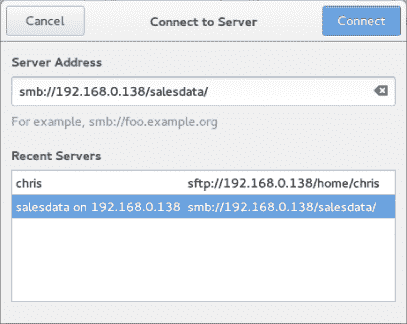 Cancel Connect to Server Connect
Server Address
smb://192.168.0.138/salesdata/
For example, smb://foo.example.org
Recent Servers
chris sftp://192.168.0.138/home/chris
salesdata on 192.168.0.138 smb://192.168.0.138/salesdata/